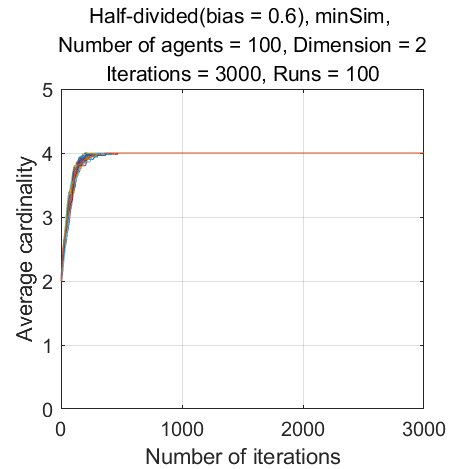 Half-divided(bias = 0.6), minSim,
Number of agents = 100, Dimension = 2
Iterations = 3000, Runs = 100
5
4
3
2
1
0
Average cardinality
0 1000 2000 3000
Number of iterations